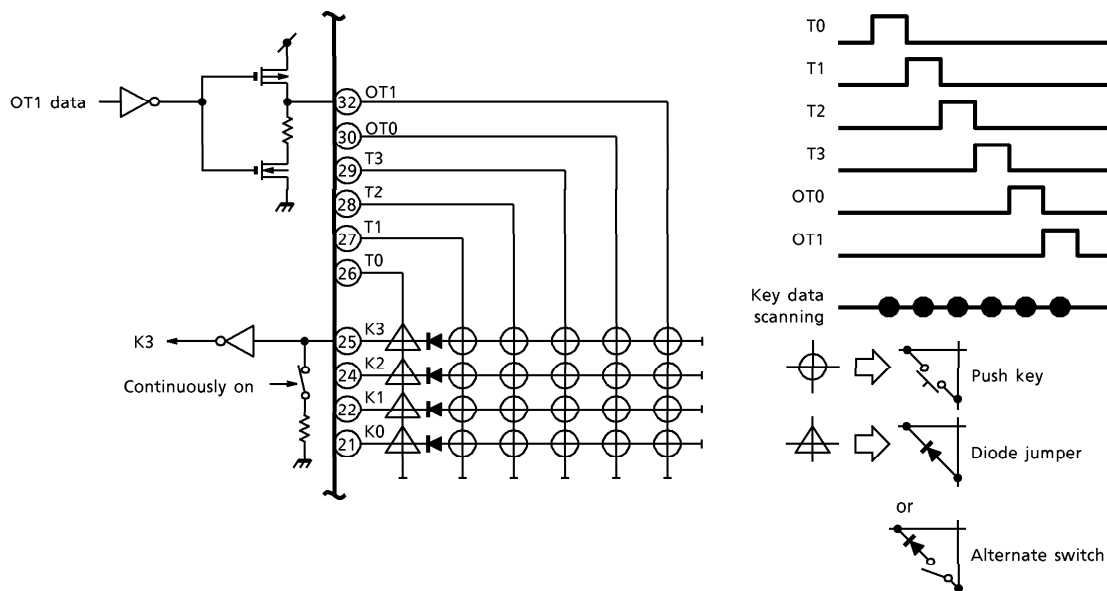 OT1 data
32 OT1
30 OT0
29 T3
28 T2
27 T1
26 T0
K3
25 K3
Continuously on
24 K2
22 K1
21 K0
T0
T1
T2
T3
OT0
OT1
Key data
scanning
Push key
Diode jumper
or
Alternate switch